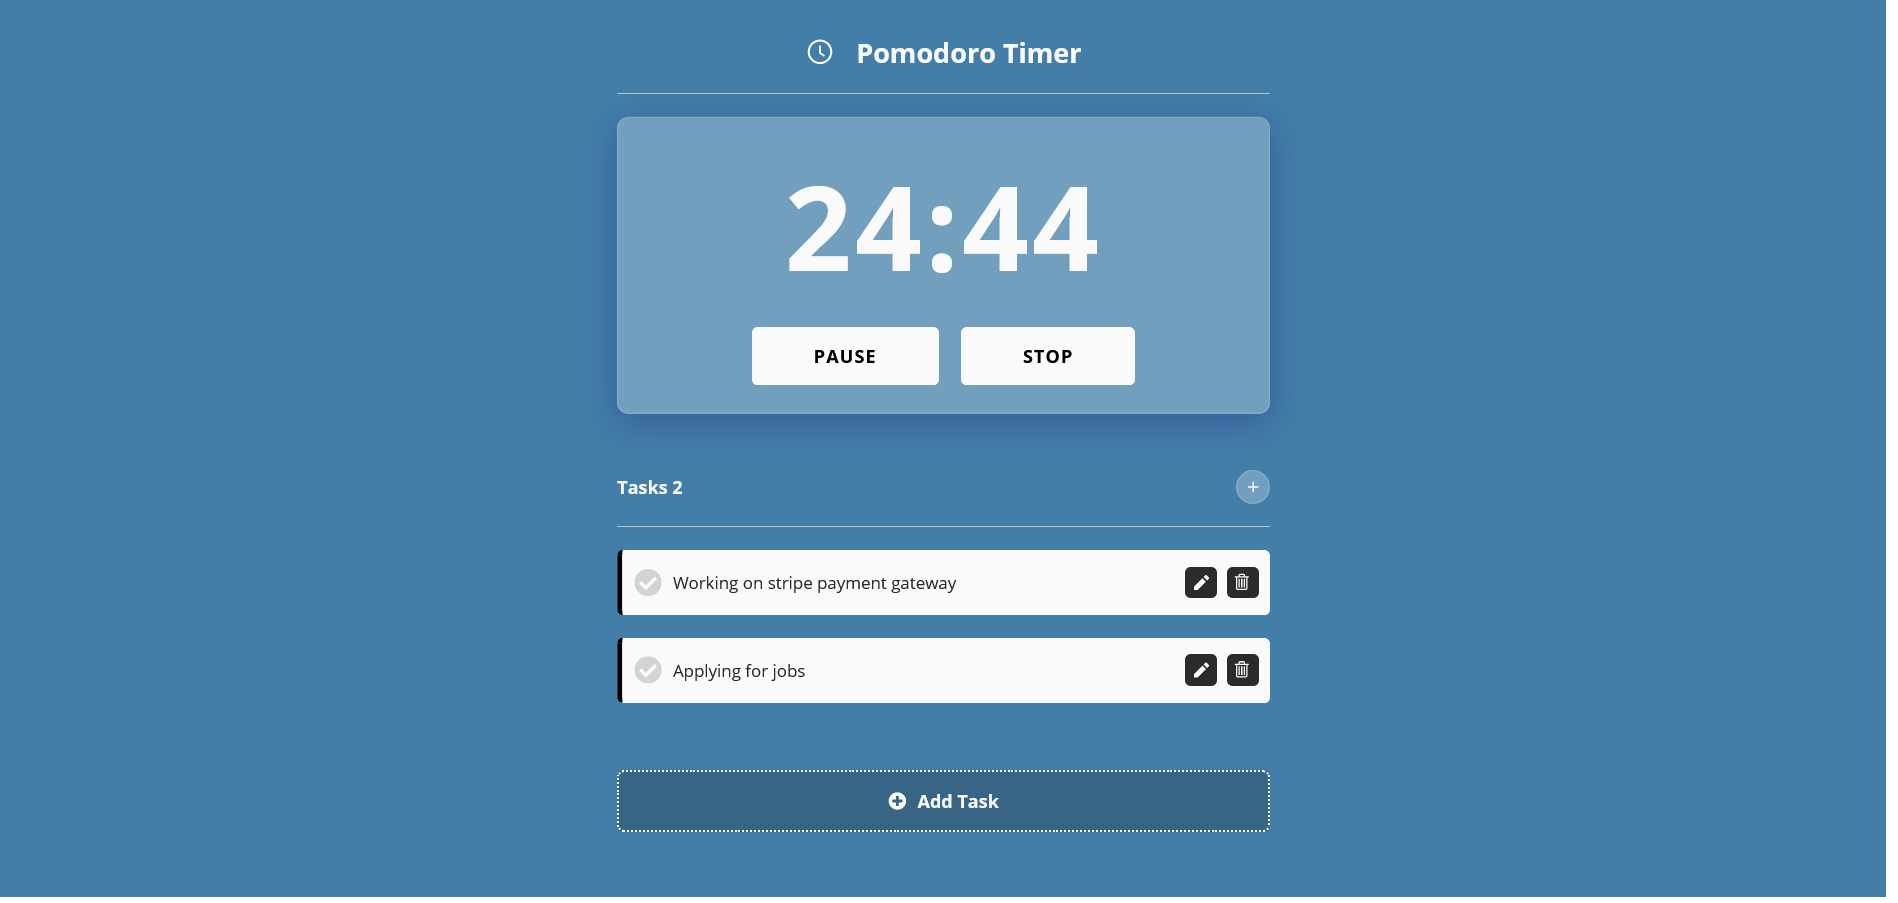 Pomodoro Timer
24:44
PAUSE STOP
Tasks 2 +
Working on stripe payment gateway
Applying for jobs
Add Task